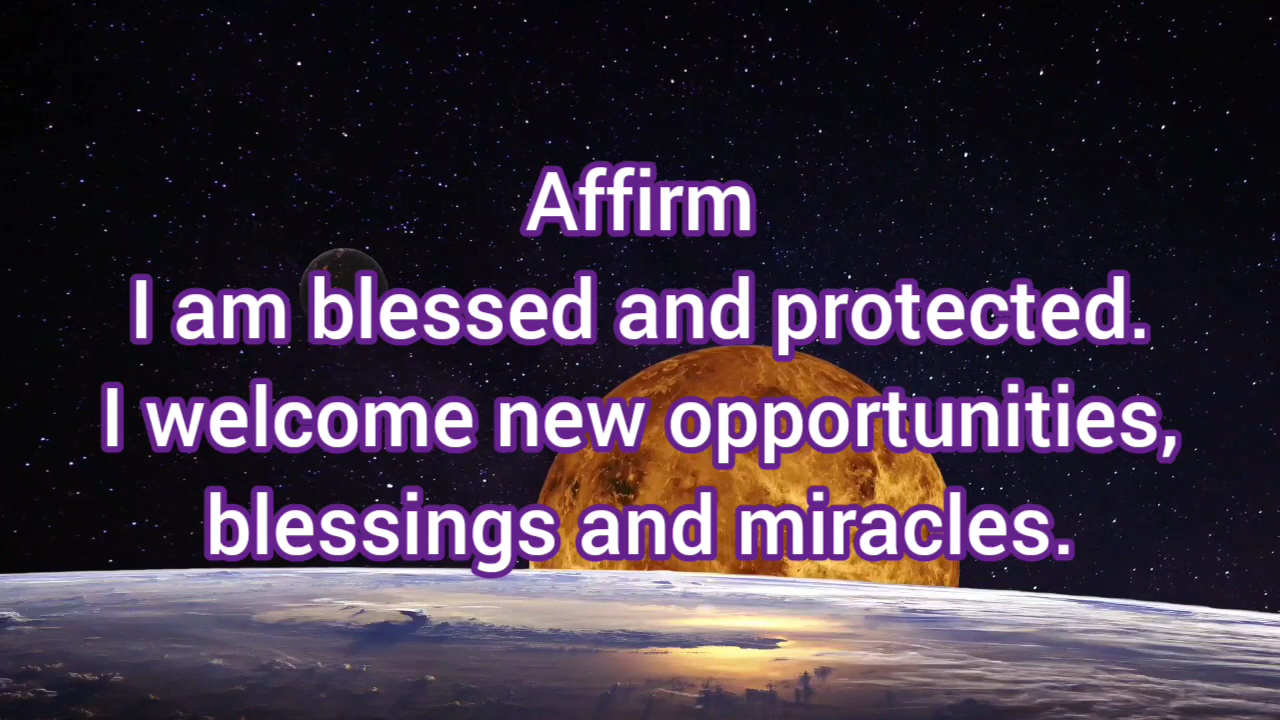 Affirm
I am blessed and protected.
I welcome new opportunities,
blessings and miracles.